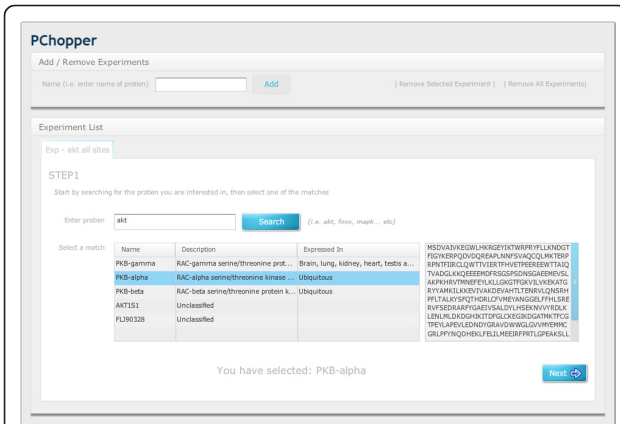 PChopper
Add / Remove Experiments
Name (i.e. enter name of protien)
Add
| Remove Selected Experiment |
| Remove All Experiments|
Experiment List
Exp - akt all sites
STEP1
Start by searching for the protien you are interested in, then select one of the matches
Enter protien
akt
Search
(i.e. akt, foxo, mapk... etc)
Select a match
Name Description Expressed In
PKB-gamma RAC-gamma serine/threonine prot... Brain, lung, kidney, heart, testis a...
PKB-alpha RAC-alpha serine/threonine kinase ... Ubiquitous
PKB-beta RAC-beta serine/threonine protein k... Ubiquitous
AKT1S1 Unclassified
FLJ90328 Unclassified
MSDVAIVKEGWLHKRGEYIKTWRPRYFLLKNDGT
FIGYKERPQDVDQREAPLNNFSVAQCQLMKTERP
RPNTFIIRCLQWTTVIERTFHVETPEEREEWTTAIQ
TVADGLKKQEEEEMDFRSGSPSDNSGAEEMEVSL
AKPKHRVTMNEFEYLKLLGKGTFGKVILVKEKATG
RYYAMKILKKEVIVAKDEVAHTLTENRVLQNSRH
PFLTALKYSFQTHDRLCFVMEYANGGELFFHLSRE
RVFSEDRARFYGAEIVSALDYLHSEKNVVYRDLK
LENLMLDKDGHIKITDFGLCKEGIKDGATMKTFCG
TPEYLAPEVLEDNDYGRAVDWWGLGVVMYEMMC
GRLPFYNQDHEKLFELILMEEIRFPRTLGPEAKSLL
You have selected: PKB-alpha
Next